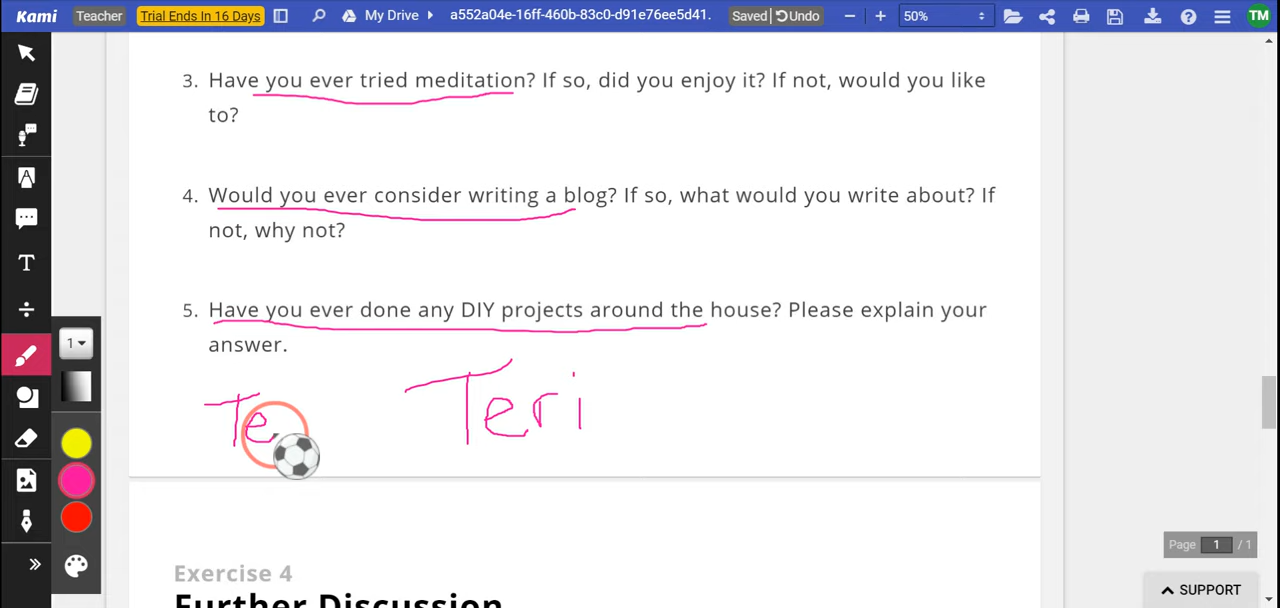 Kami Teacher Trial Ends In 16 Days My Drive a552a04e-16ff-460b-83c0-d91e76ee5d41. Saved Undo 50% TM
3. Have you ever tried meditation? If so, did you enjoy it? If not, would you like
to?
4. Would you ever consider writing a blog? If so, what would you write about? If
not, why not?
5. Have you ever done any DIY projects around the house? Please explain your
answer.
Te Teri
1
Page 1 / 1
Exercise 4
SUPPORT
Further Discussion